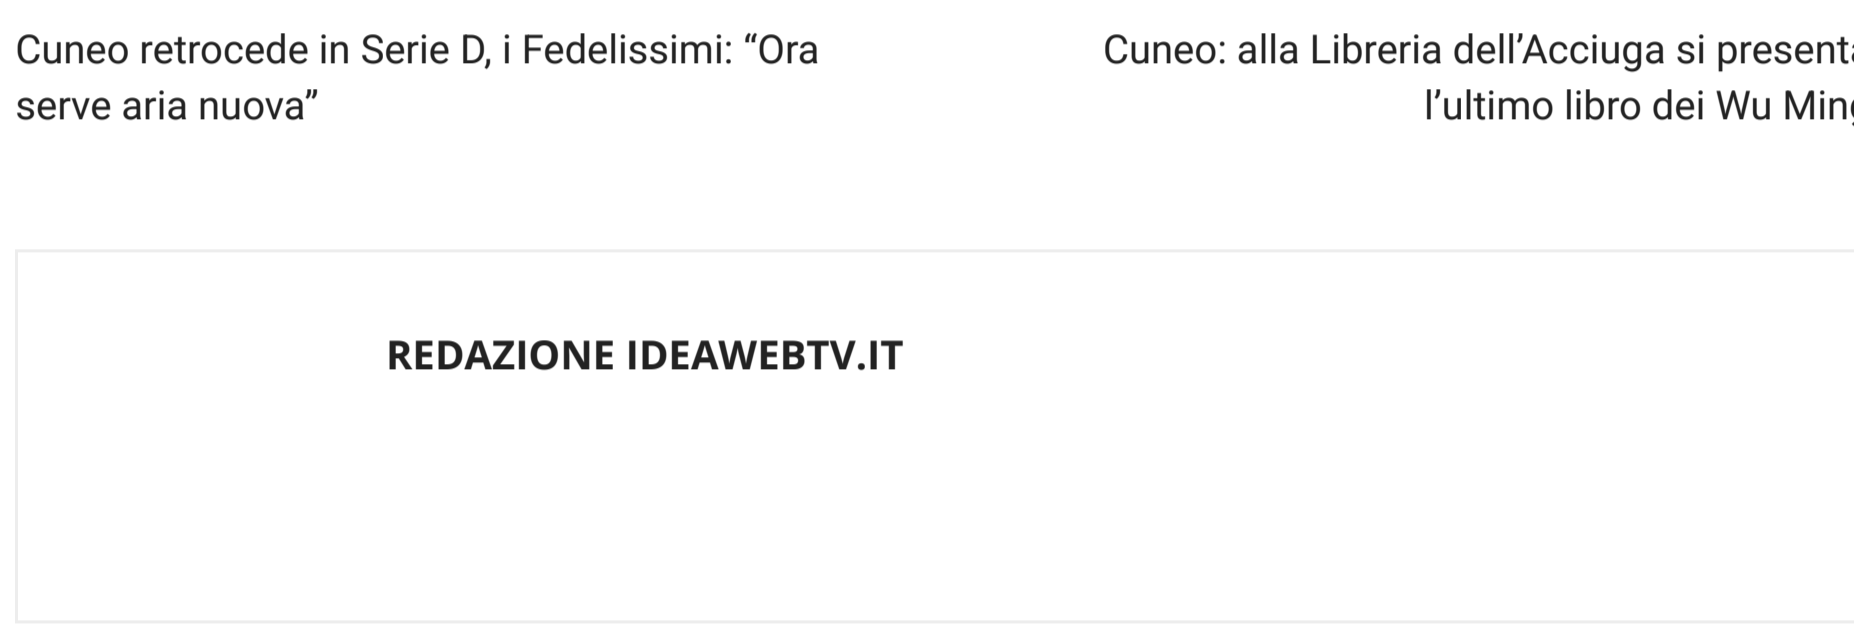 Cuneo retrocede in Serie D, i Fedelissimi: “Ora
serve aria nuova”
Cuneo: alla Libreria dell’Acciuga si presenta
l’ultimo libro dei Wu Ming
REDAZIONE IDEAWEBTV.IT